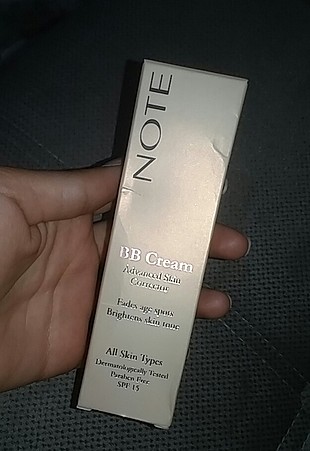 NOTE
BB Cream
Advanced Skin
Corrector
Fades age spots
Brightens skin tone
All Skin Types
Dermatologically Tested
Paraben Free
SPF 15